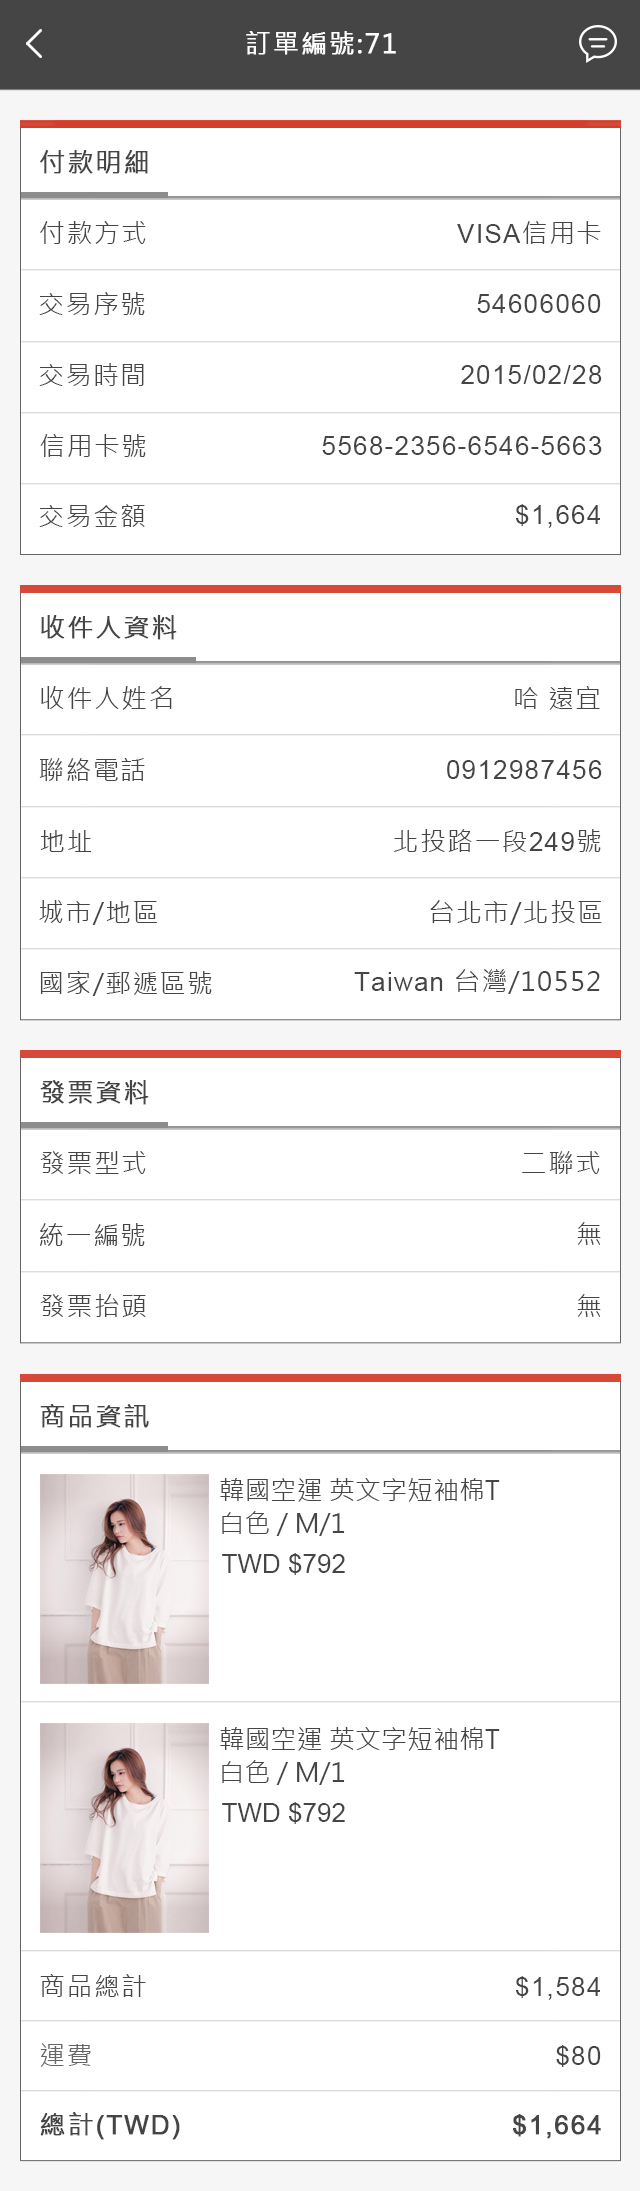 訂單編號:71
付款明細
付款方式 VISA信用卡
交易序號 54606060
交易時間 2015/02/28
信用卡號 5568-2356-6546-5663
交易金額 $1,664
收件人資料
收件人姓名 哈 遠宜
聯絡電話 0912987456
地址 北投路一段249號
城市/地區 台北市/北投區
國家/郵遞區號 Taiwan 台灣/10552
發票資料
發票型式 二聯式
統一編號 無
發票抬頭 無
商品資訊
韓國空運 英文字短袖棉T
白色 / M/1
TWD $792
韓國空運 英文字短袖棉T
白色 / M/1
TWD $792
商品總計 $1,584
運費 $80
總計(TWD) $1,664